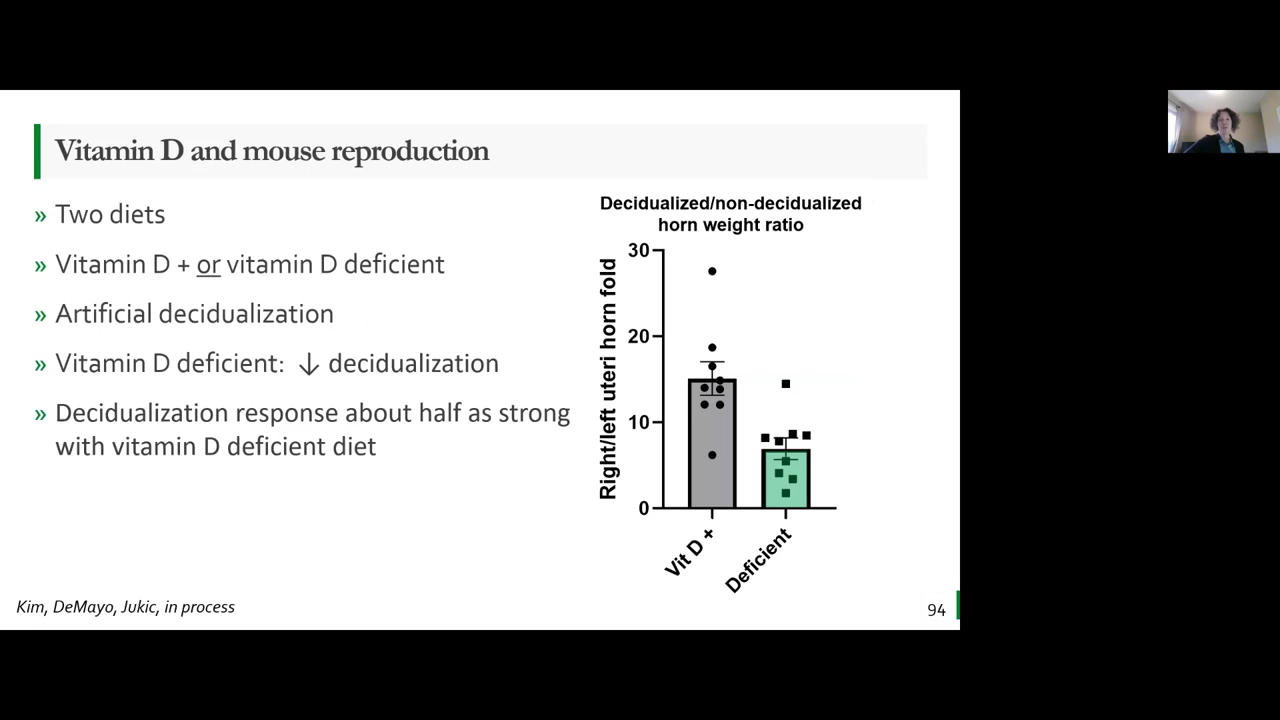 Vitamin D and mouse reproduction
» Two diets
» Vitamin D + or vitamin D deficient
» Artificial decidualization
» Vitamin D deficient: ↓ decidualization
» Decidualization response about half as strong
with vitamin D deficient diet
Decidualized/non-decidualized
horn weight ratio
Right/left uteri horn fold
30
20
10
0
Vit D +
Deficient
Kim, DeMayo, Jukic, in process
94